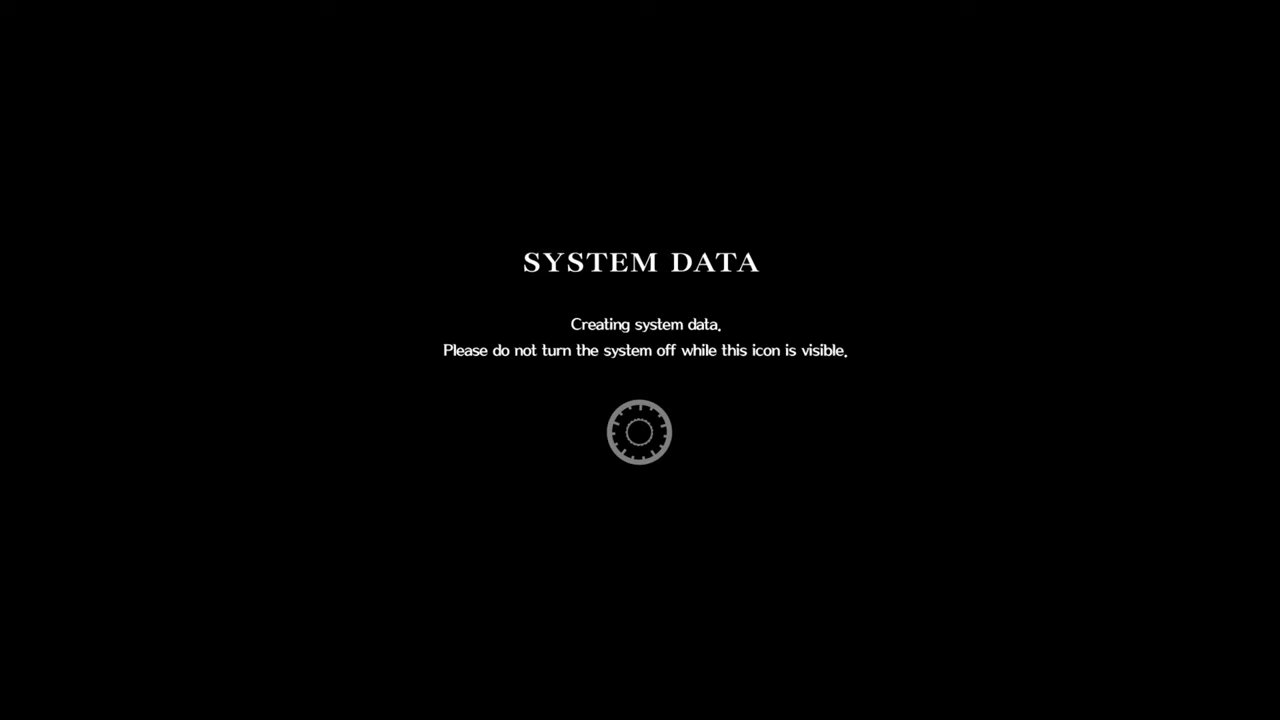 SYSTEM DATA
Creating system data.
Please do not turn the system off while this icon is visible.